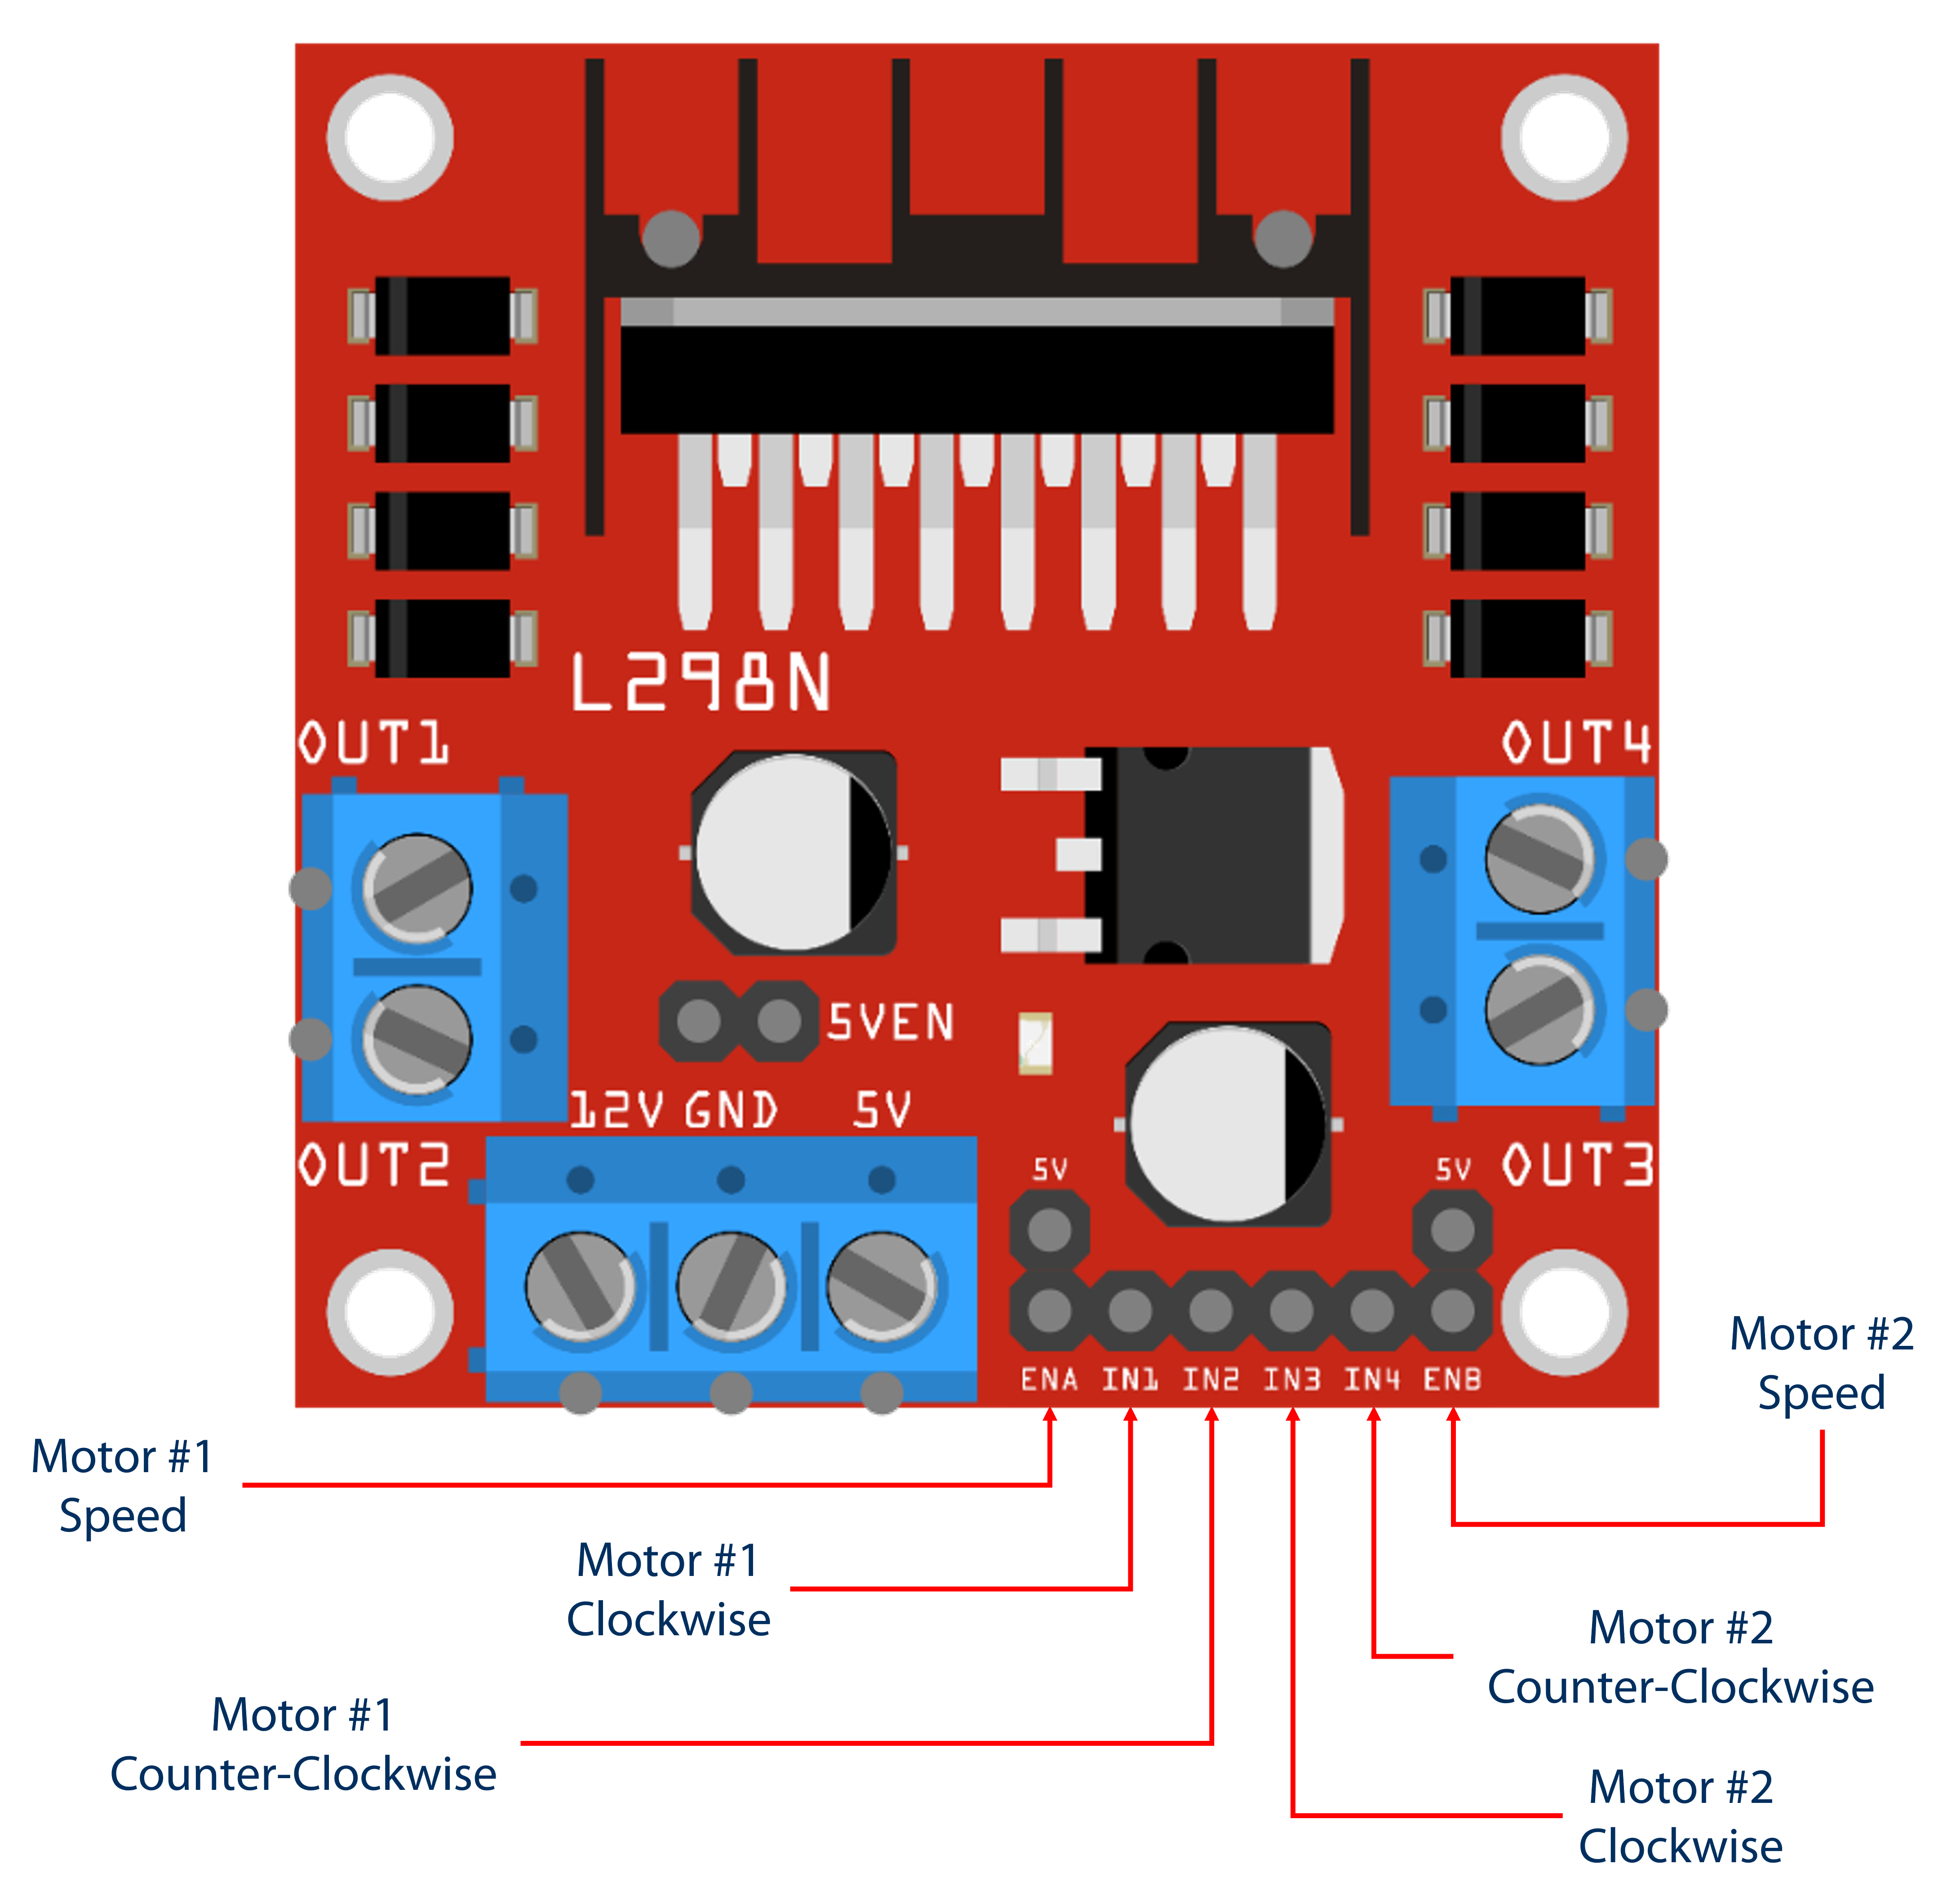 L298N
OUT1
OUT4
5VEN
12V GND 5V
OUT2
5V
5V
OUT3
ENA IN1 IN2 IN3 IN4 ENB
Motor #2
Speed
Motor #1
Speed
Motor #1
Clockwise
Motor #2
Counter-Clockwise
Motor #1
Counter-Clockwise
Motor #2
Clockwise